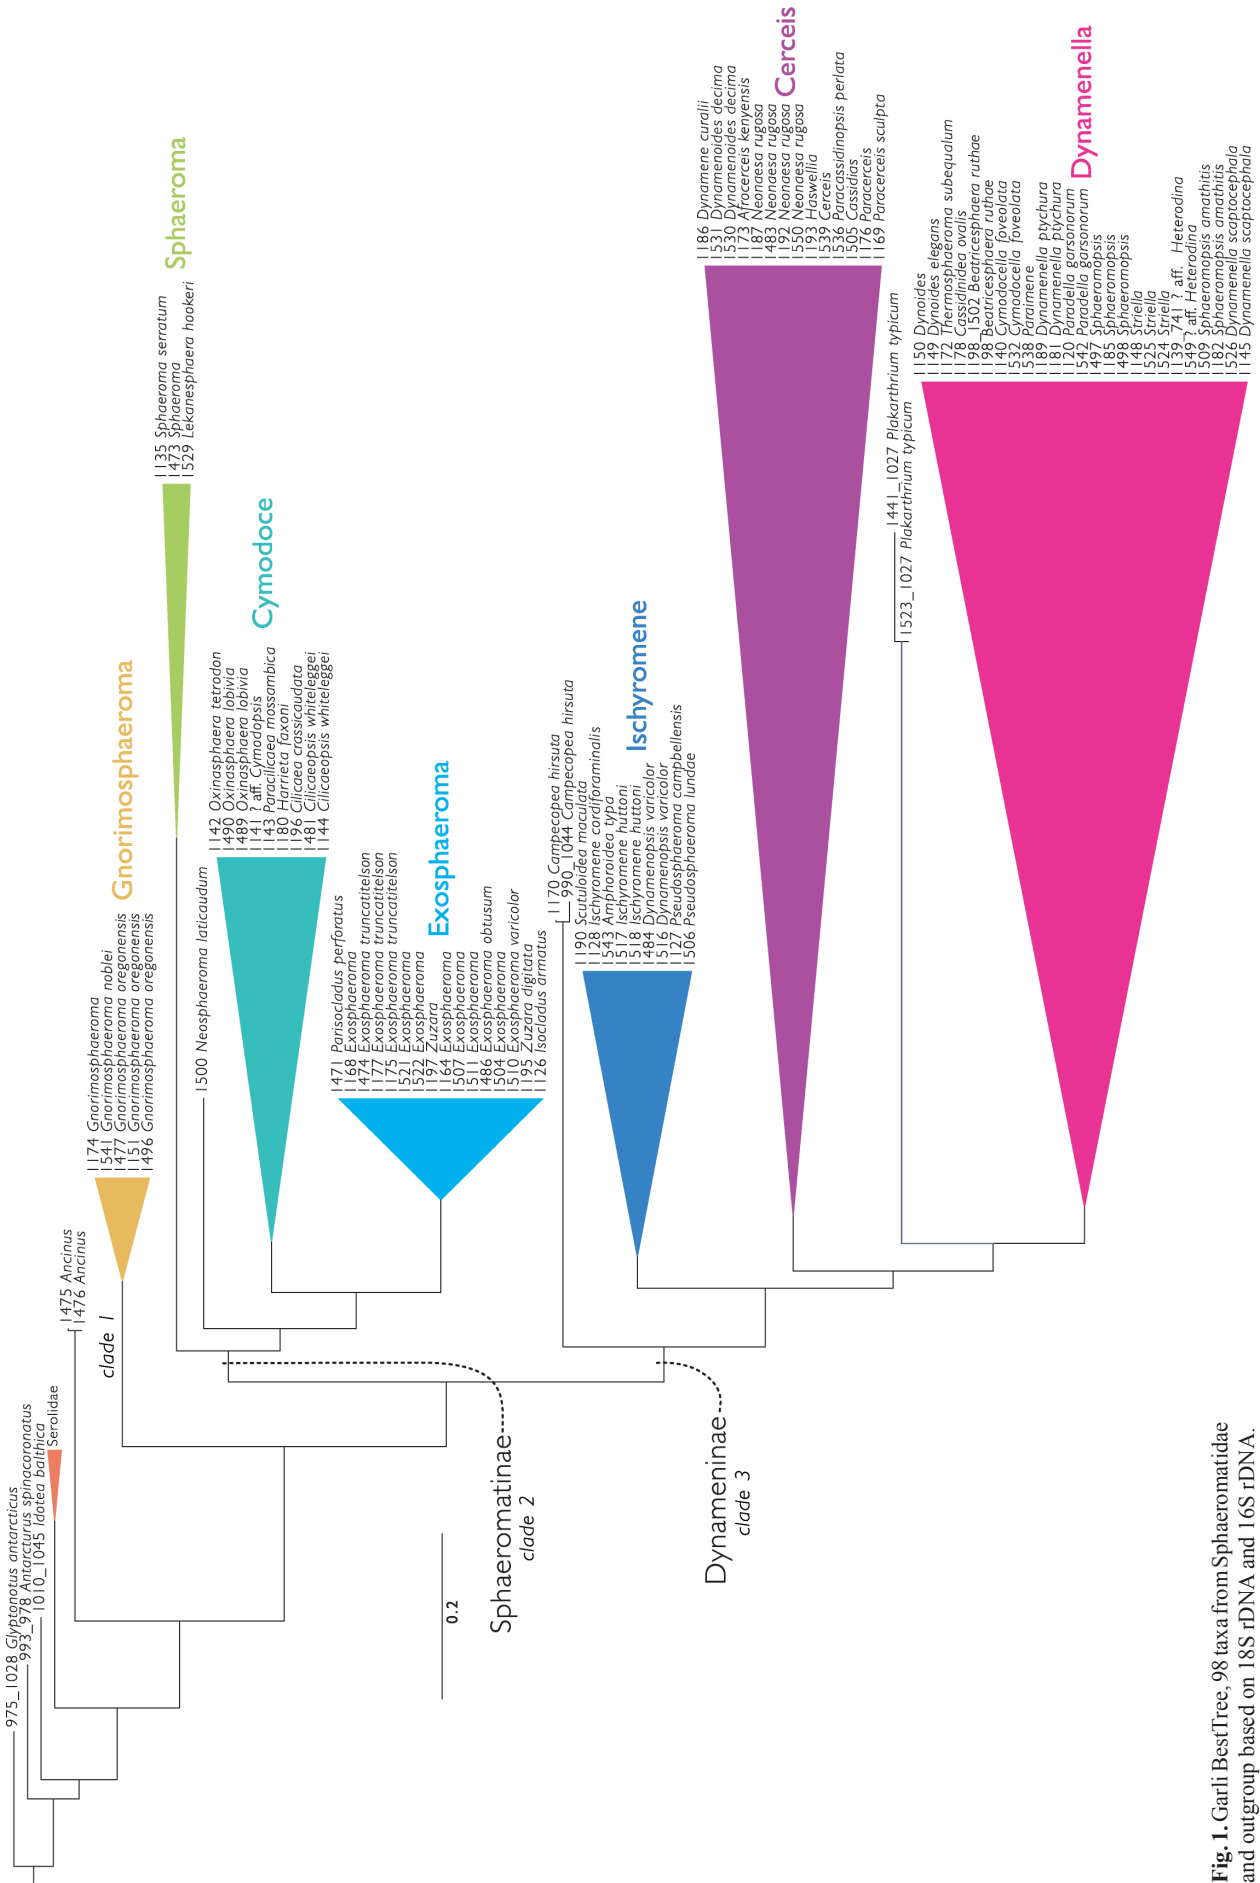 975_1028 Glyptonotus antarcticus
993_978 Antarcturus spinacoronatus
1010_1045 Idotea balthica
Serolidae
1475 Ancinus
1476 Ancinus
clade 1
1174 Gnorimosphaeroma
1541 Gnorimosphaeroma noblei
1477 Gnorimosphaeroma oregonensis
1151 Gnorimosphaeroma oregonensis
1496 Gnorimosphaeroma oregonensis
Gnorimosphaeroma
1135 Sphaeroma serratum
1473 Sphaeroma
1529 Lekanesphaera hookeri
Sphaeroma
1500 Neosphaeroma laticaudum
1142 Oxinasphaera tetrodon
1490 Oxinasphaera lobivia
1489 Oxinasphaera lobivia
1141 ? aff. Cymodopsis
1143 Paracilicaea mossambica
1180 Harrieta faxoni
1196 Cilicaea crassicaudata
1481 Cilicaeopsis whiteleggei
1144 Cilicaeopsis whiteleggei
Cymodoce
1471 Parisocladus perforatus
1168 Exosphaeroma
1474 Exosphaeroma truncatitelson
1177 Exosphaeroma truncatitelson
1175 Exosphaeroma truncatitelson
1521 Exosphaeroma
1522 Exosphaeroma
1197 Zuzara
1164 Exosphaeroma
1507 Exosphaeroma
1511 Exosphaeroma
1486 Exosphaeroma obtusum
1504 Exosphaeroma
1510 Exosphaeroma varicolor
1195 Zuzara digitata
1126 Isocladus armatus
Exosphaeroma
Sphaeromatinae
clade 2
0.2
1170 Campecopea hirsuta
990_1044 Campecopea hirsuta
1190 Scutuloidea maculata
1128 Ischyromene cordiforaminalis
1543 Amphoroidea typa
1517 Ischyromene huttoni
1518 Ischyromene huttoni
1484 Dynamenopsis varicolor
1516 Dynamenopsis varicolor
1127 Pseudosphaeroma campbellensis
1506 Pseudosphaeroma lundae
Ischyromene
Dynameninae
clade 3
1186 Dynamene curalii
1531 Dynamenoides decima
1530 Dynamenoides decima
1173 Afrocerceis kenyensis
1187 Neonaesa rugosa
1483 Neonaesa rugosa
1192 Neonaesa rugosa
1550 Neonaesa rugosa
1193 Haswellia
1539 Cerceis
1536 Paracassidinopsis perlata
1505 Cassidias
1176 Paracerceis
1169 Paracerceis sculpta
Cerceis
1441_1027 Plakarthrium typicum
1523_1027 Plakarthrium typicum
1150 Dynoides
1149 Dynoides elegans
1172 Thermosphaeroma subequalum
1178 Cassidinidea ovalis
1198_1502 Beatricesphaera ruthae
1198 Beatricesphaera ruthae
1140 Cymodocella foveolata
1532 Cymodocella foveolata
1538 Paraimene
1189 Dynamenella ptychura
1181 Dynamenella ptychura
1120 Paradella garsonorum
1542 Paradella garsonorum
1497 Sphaeromopsis
1185 Sphaeromopsis
1498 Sphaeromopsis
1148 Striella
1525 Striella
1524 Striella
1139_741 ? aff. Heterodina
1549 ? aff. Heterodina
1509 Sphaeromopsis amathitis
1182 Sphaeromopsis amathitis
1526 Dynamenella scaptocephala
1145 Dynamenella scaptocephala
Dynamenella
Fig. 1. Garli BestTree, 98 taxa from Sphaeromatidae
and outgroup based on 18S rDNA and 16S rDNA.